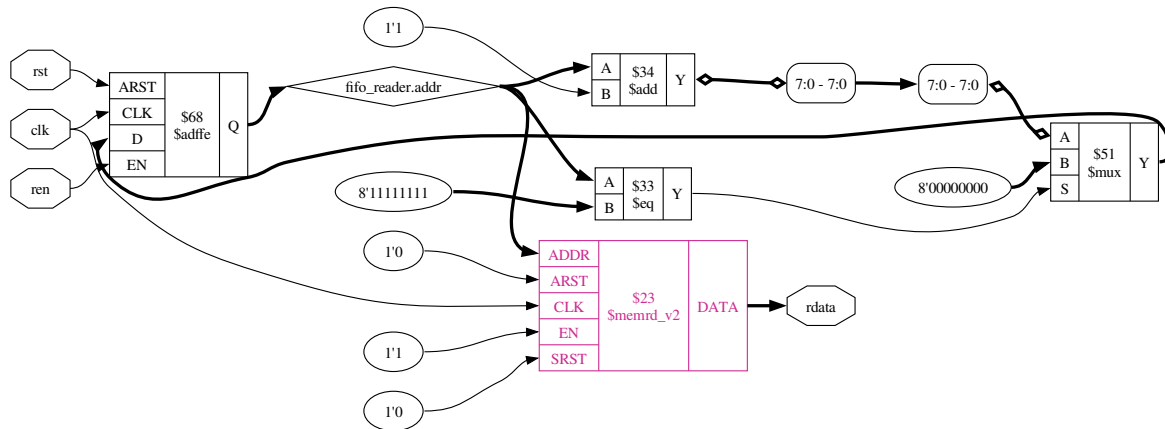 rst
clk
ren
ARST
CLK
D
EN
$68
$adffe
Q
fifo_reader.addr
1'1
A
B
$34
$add
Y
7:0 - 7:0
7:0 - 7:0
8'11111111
A
B
$33
$eq
Y
8'00000000
A
B
S
$51
$mux
Y
1'0
1'1
1'0
ADDR
ARST
CLK
EN
SRST
$23
$memrd_v2
DATA
rdata